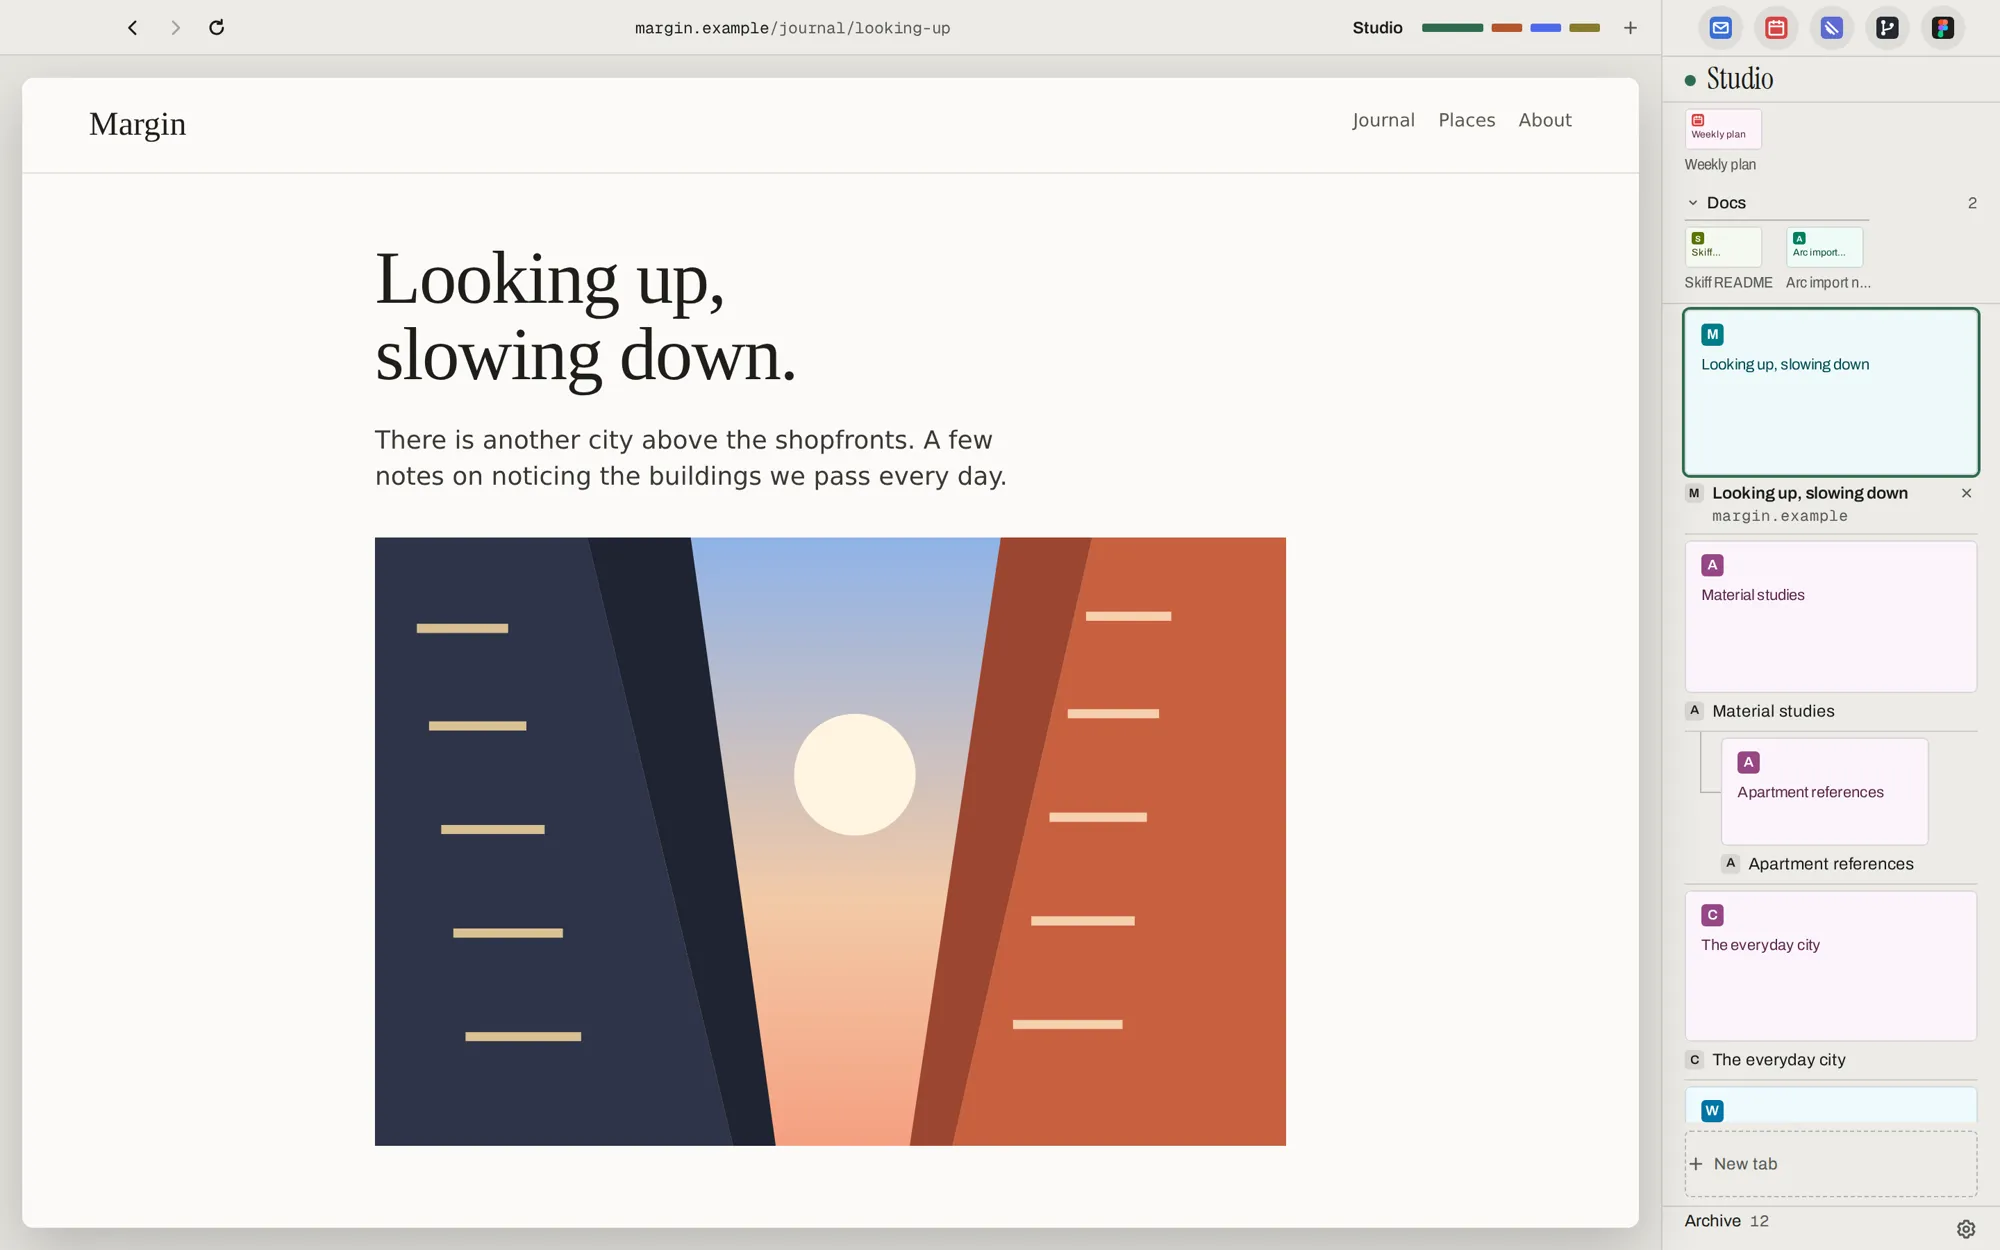 margin.example/journal/looking-up
Studio
Margin
Journal
Places
About
Looking up,
slowing down.
There is another city above the shopfronts. A few
notes on noticing the buildings we pass every day.
Studio
Weekly plan
Weekly plan
Docs
2
S
Skiff...
A
Arc import...
Skiff README
Arc import n...
M
Looking up, slowing down
M
Looking up, slowing down
margin.example
A
Material studies
A
Material studies
A
Apartment references
A
Apartment references
C
The everyday city
C
The everyday city
W
New tab
Archive 12